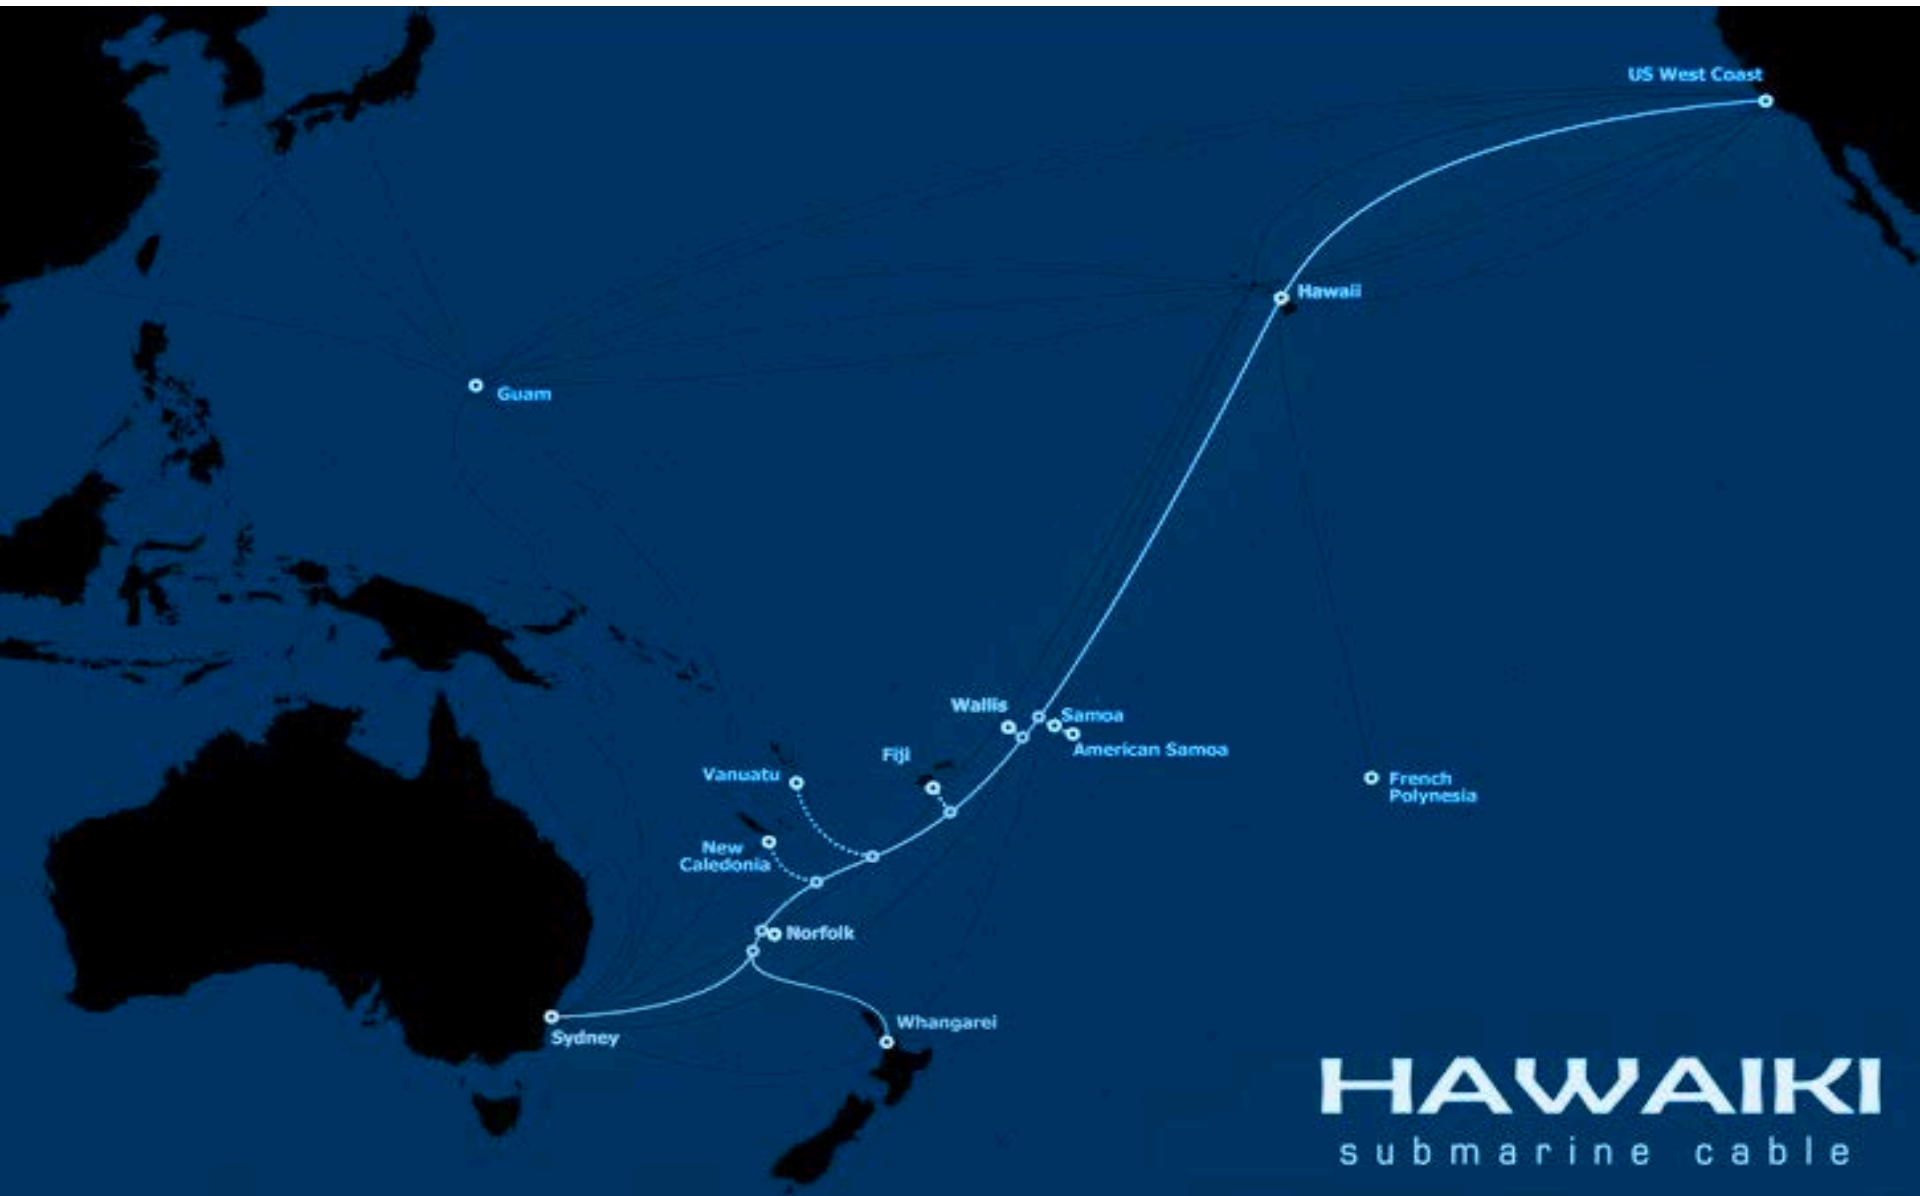 US West Coast
Hawaii
Guam
Wallis
Samoa
American Samoa
Fiji
Vanuatu
French
Polynesia
New
Caledonia
Norfolk
Whangarei
Sydney
HAWAIKI
submarine cable